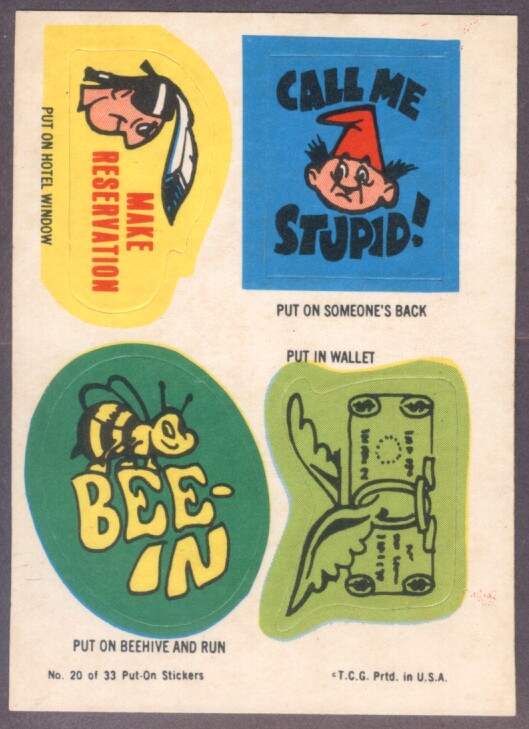 PUT ON HOTEL WINDOW
MAKE
RESERVATION
CALL ME
STUPID!
PUT ON SOMEONE'S BACK
PUT IN WALLET
BEE-
IN
PUT ON BEEHIVE AND RUN
$ $
$ $
No. 20 of 33 Put-On Stickers
©T.C.G. Prtd. in U.S.A.